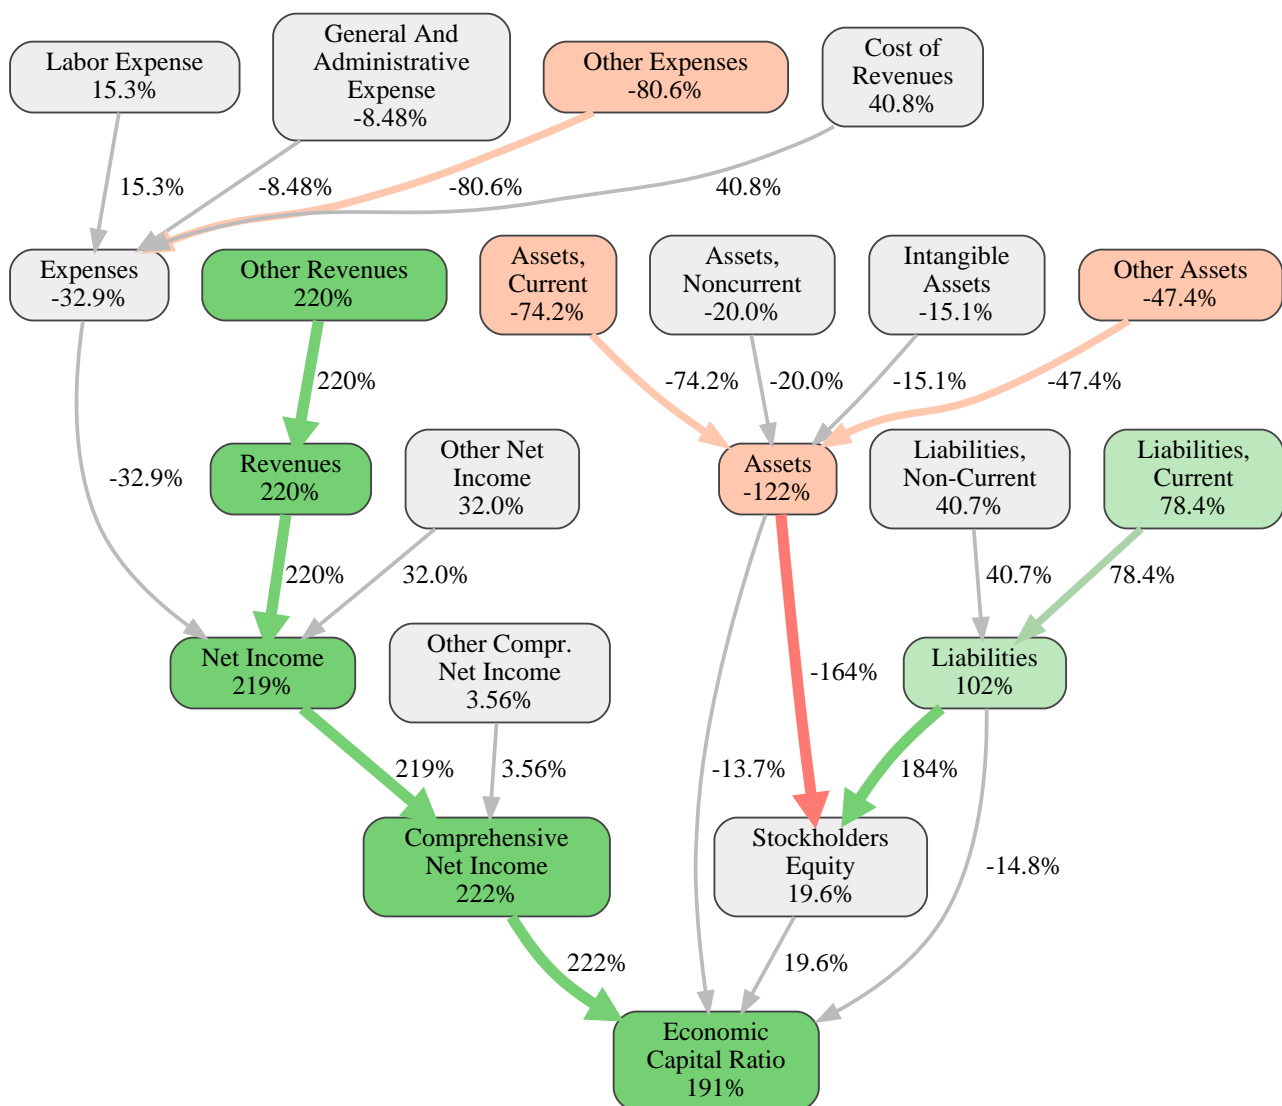 Labor Expense
15.3%
General And
Administrative
Expense
-8.48%
Other Expenses
-80.6%
Cost of
Revenues
40.8%
15.3%
-8.48%
-80.6%
40.8%
Expenses
-32.9%
Other Revenues
220%
Assets,
Current
-74.2%
Assets,
Noncurrent
-20.0%
Intangible
Assets
-15.1%
Other Assets
-47.4%
220%
-74.2%
-20.0%
-15.1%
-47.4%
-32.9%
Revenues
220%
Other Net
Income
32.0%
Assets
-122%
Liabilities,
Non-Current
40.7%
Liabilities,
Current
78.4%
220%
32.0%
40.7%
78.4%
Net Income
219%
Other Compr.
Net Income
3.56%
-164%
Liabilities
102%
219%
3.56%
-13.7%
184%
Comprehensive
Net Income
222%
Stockholders
Equity
19.6%
-14.8%
222%
19.6%
Economic
Capital Ratio
191%